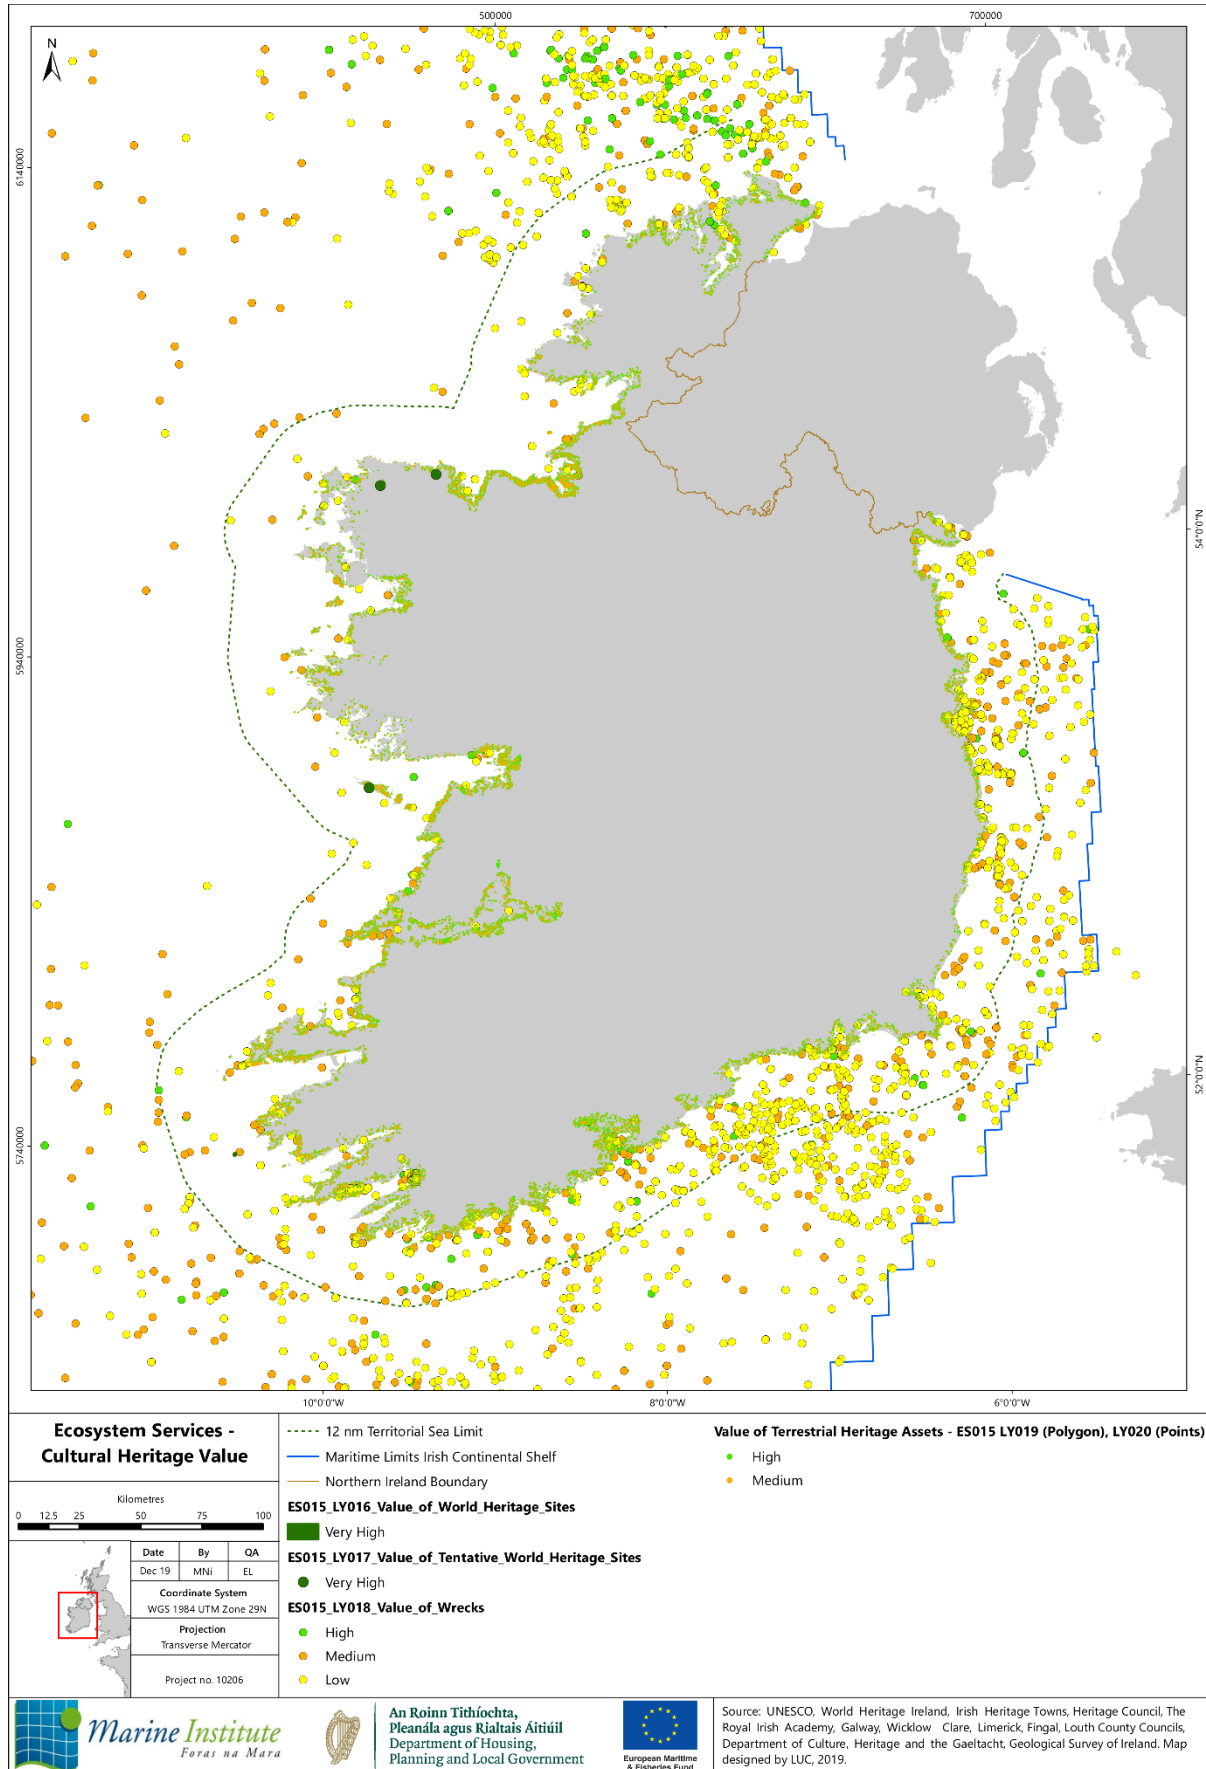 500000
700000
N
6140000
5940000
5740000
54°0'0"N
52°0'0"N
10°0'0"W
8°0'0"W
6°0'0"W
Ecosystem Services -
Cultural Heritage Value
Kilometres
0 12.5 25 50 75 100
Date By QA
Dec 19 MNi EL
Coordinate System
WGS 1984 UTM Zone 29N
Projection
Transverse Mercator
Project no. 10206
12 nm Territorial Sea Limit
Maritime Limits Irish Continental Shelf
Northern Ireland Boundary
ES015_LY016_Value_of_World_Heritage_Sites
Very High
ES015_LY017_Value_of_Tentative_World_Heritage_Sites
Very High
ES015_LY018_Value_of_Wrecks
High
Medium
Low
Value of Terrestrial Heritage Assets - ES015 LY019 (Polygon), LY020 (Points)
High
Medium
Marine Institute
Foras na Mara
An Roinn Tithíochta,
Pleanála agus Rialtais Áitiúil
Department of Housing,
Planning and Local Government
European Maritime
& Fisheries Fund
Source: UNESCO, World Heritage Ireland, Irish Heritage Towns, Heritage Council, The
Royal Irish Academy, Galway, Wicklow Clare, Limerick, Fingal, Louth County Councils,
Department of Culture, Heritage and the Gaeltacht, Geological Survey of Ireland. Map
designed by LUC, 2019.